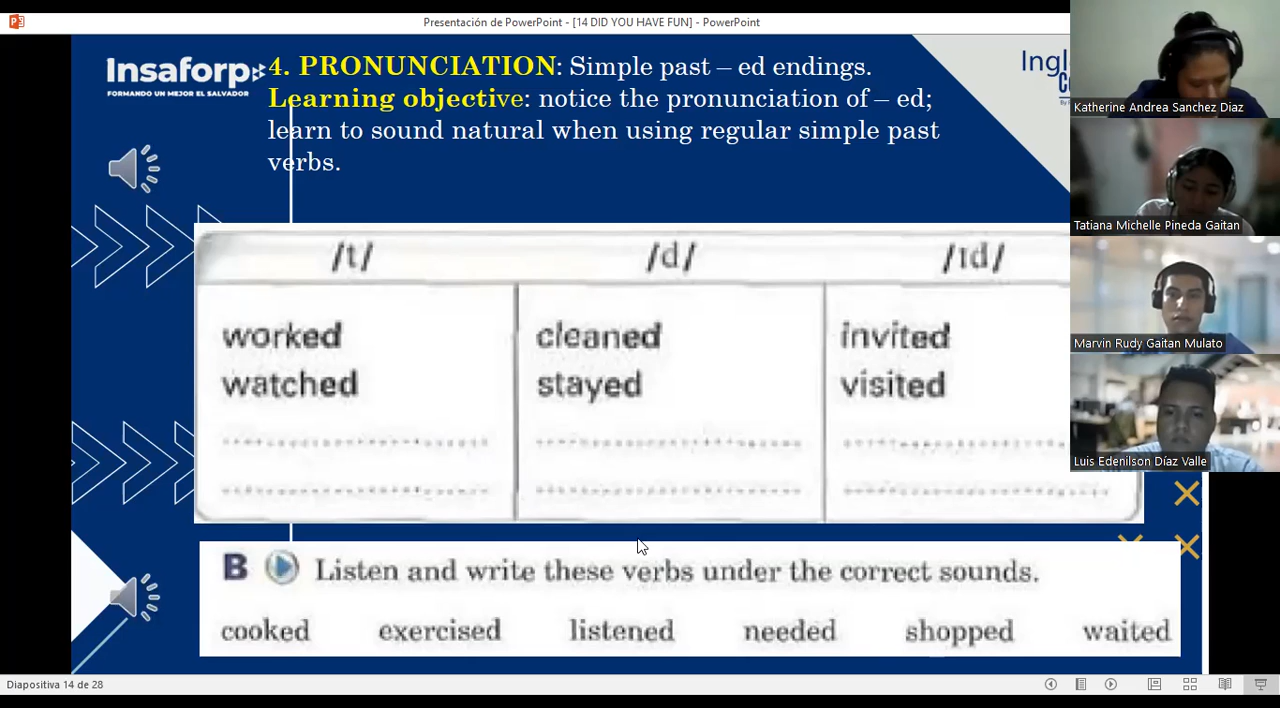 Presentación de PowerPoint - [14 DID YOU HAVE FUN] - PowerPoint
Insaforp
FORMANDO UN MEJOR EL SALVADOR
4. PRONUNCIATION: Simple past – ed endings.
Learning objective: notice the pronunciation of – ed;
learn to sound natural when using regular simple past
verbs.
/t/ /d/ /ɪd/
worked cleaned invited
watched stayed visited
B Listen and write these verbs under the correct sounds.
cooked exercised listened needed shopped waited
Katherine Andrea Sanchez Diaz
Tatiana Michelle Pineda Gaitan
Marvin Rudy Gaitan Mulato
Luis Edenilson Díaz Valle
Diapositiva 14 de 28